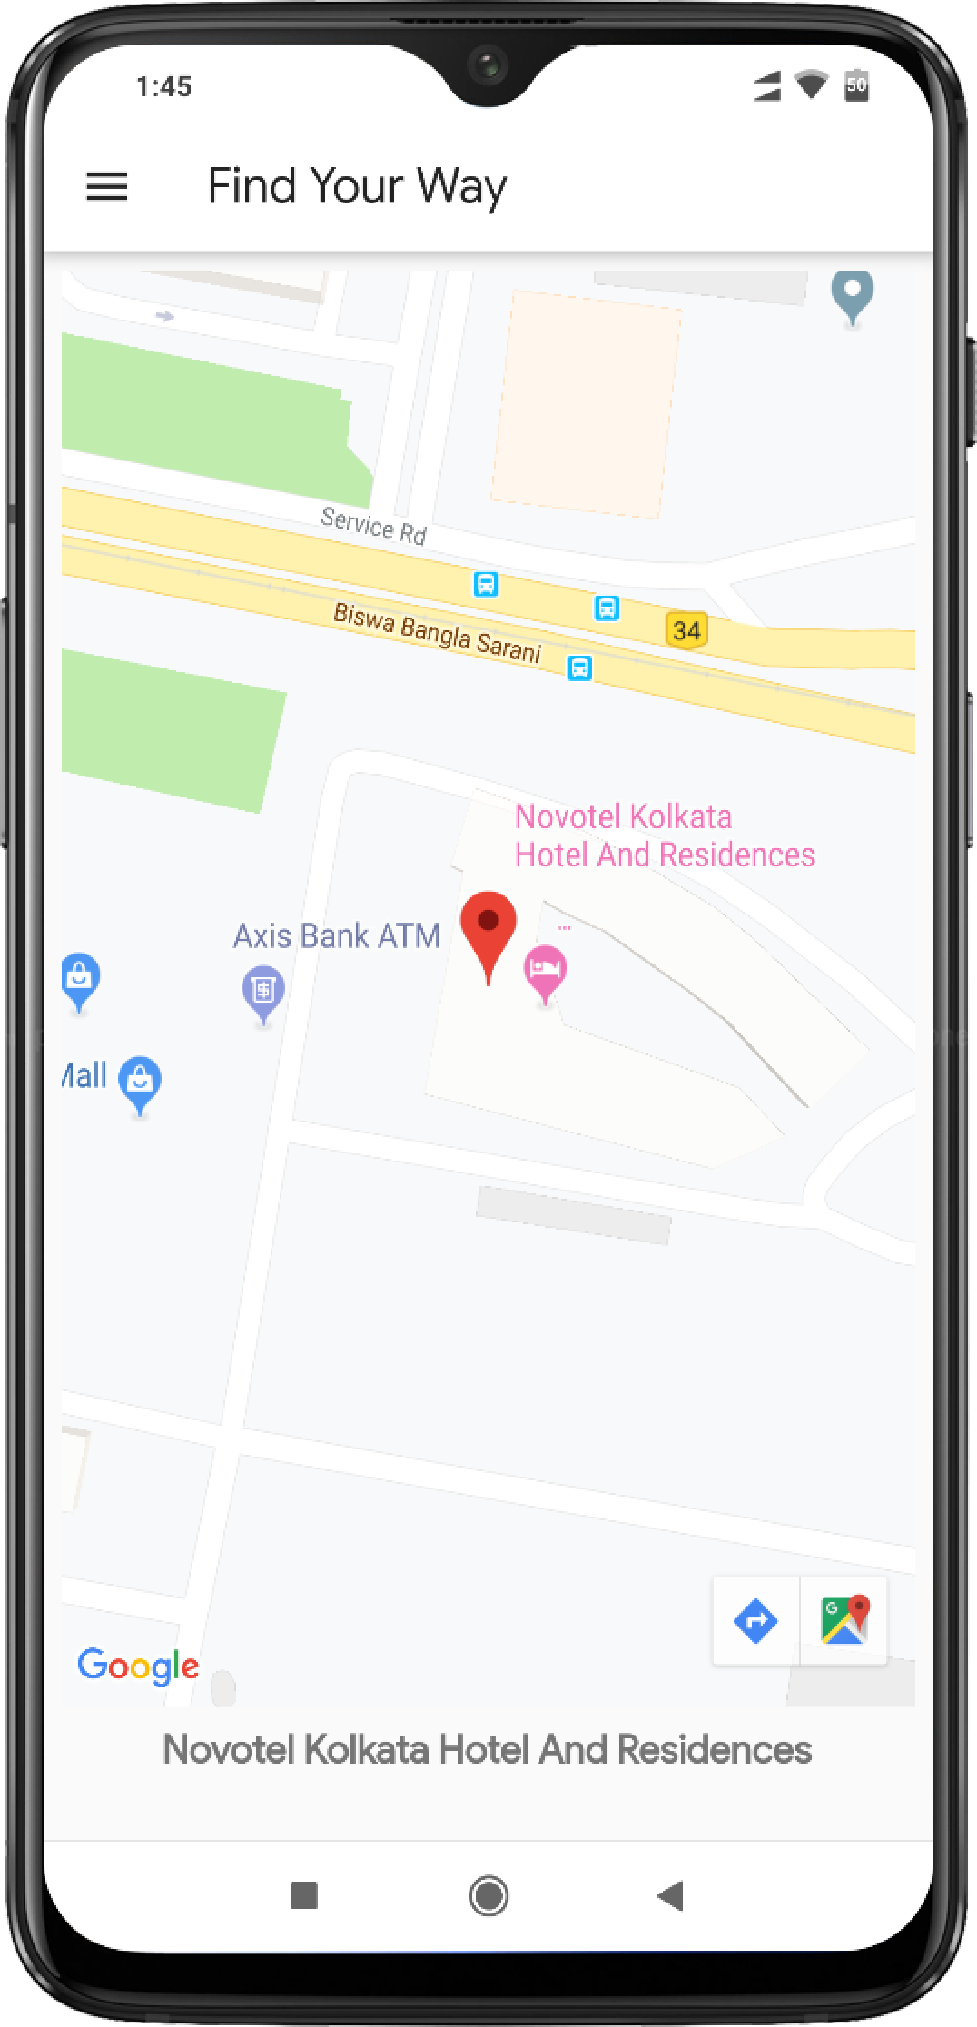 1:45
50
Find Your Way
Service Rd
Biswa Bangla Sarani
34
Novotel Kolkata
Hotel And Residences
Axis Bank ATM
Mall
Google
Novotel Kolkata Hotel And Residences